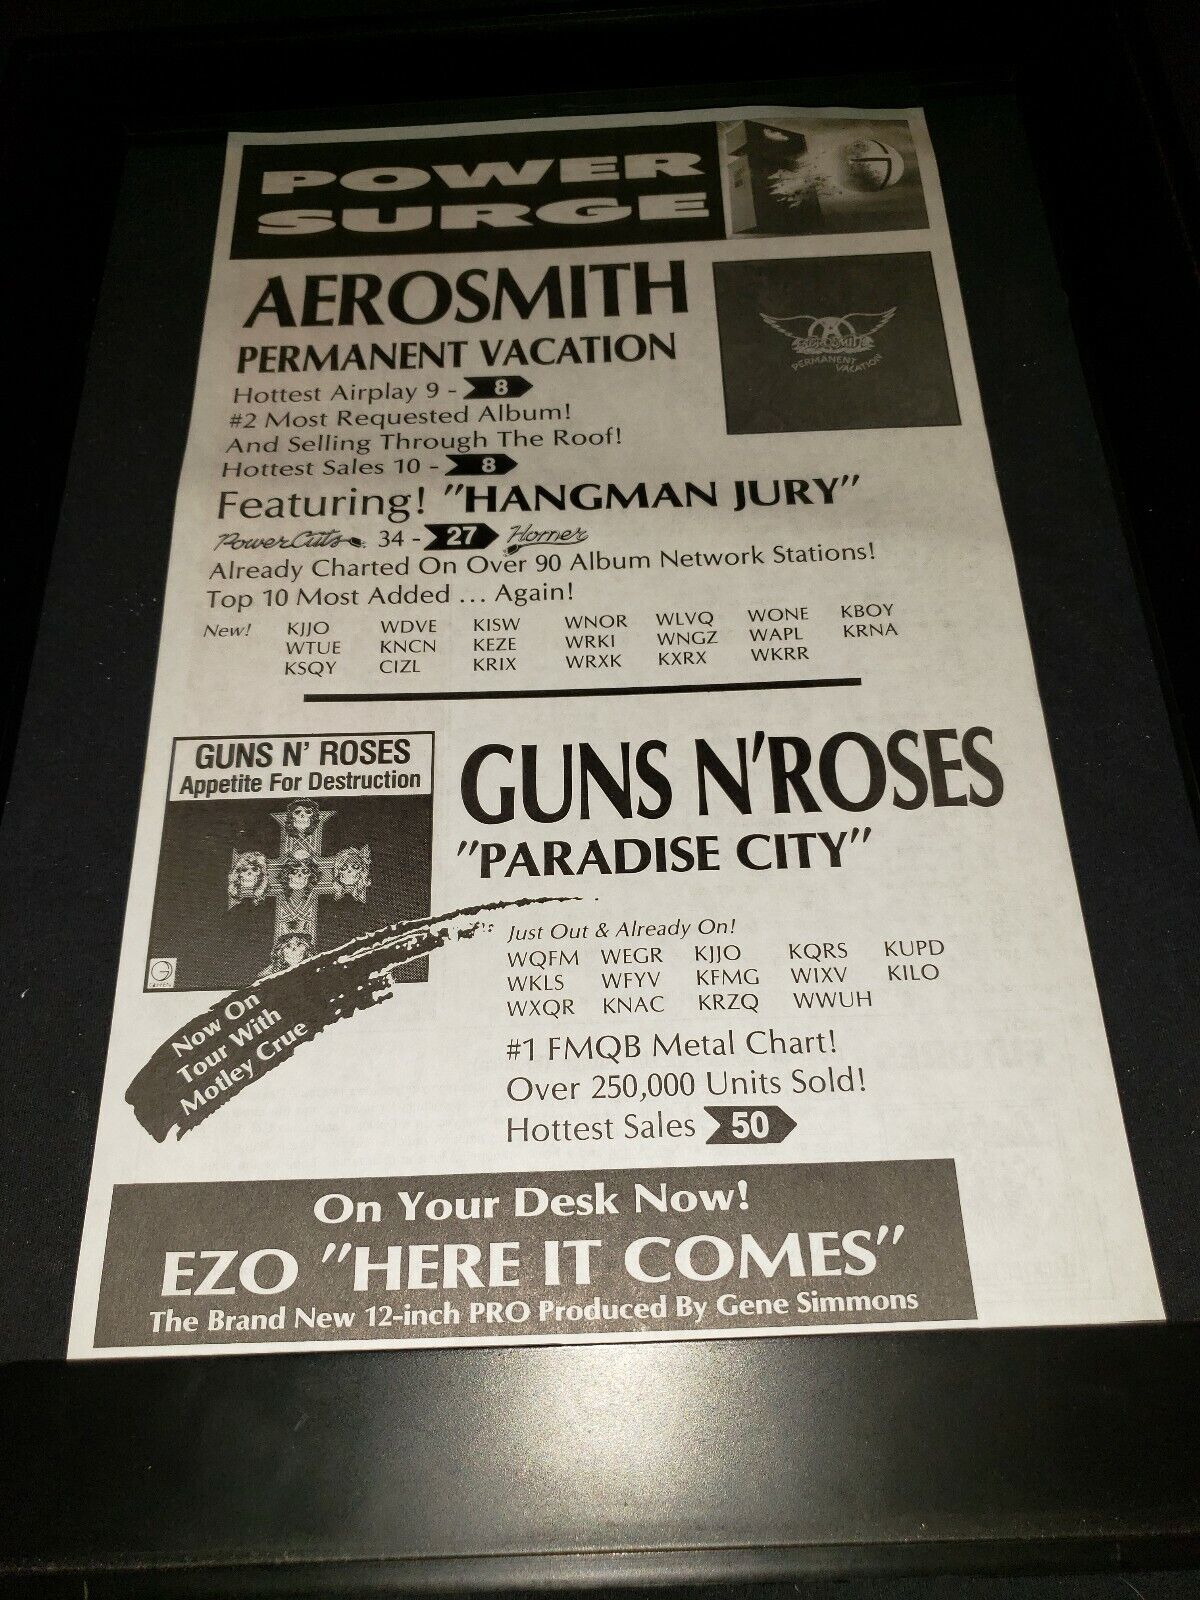 POWER
SURGE
AEROSMITH
PERMANENT VACATION
Hottest Airplay 9 - 8
#2 Most Requested Album!
And Selling Through The Roof!
Hottest Sales 10 - 8
Featuring! "HANGMAN JURY"
PowerCuts 34 - 27 Horner
Already Charted On Over 90 Album Network Stations!
Top 10 Most Added ... Again!
New! KJJO WDVE KISW WNOR WLVQ WONE KBOY
WTUE KNCN KEZE WRKI WNGZ WAPL KRNA
KSQY CIZL KRIX WRXK KXRX WKRR
AEROSMITH
PERMANENT
VACATION
GUNS N' ROSES
Appetite For Destruction
GEFFEN
Now On
Tour With
Motley Crue
GUNS N'ROSES
"PARADISE CITY"
Just Out & Already On!
WQFM WEGR KJJO KQRS KUPD
WKLS WFYV KFMG WIXV KILO
WXQR KNAC KRZQ WWUH
#1 FMQB Metal Chart!
Over 250,000 Units Sold!
Hottest Sales 50
On Your Desk Now!
EZO "HERE IT COMES"
The Brand New 12-inch PRO Produced By Gene Simmons